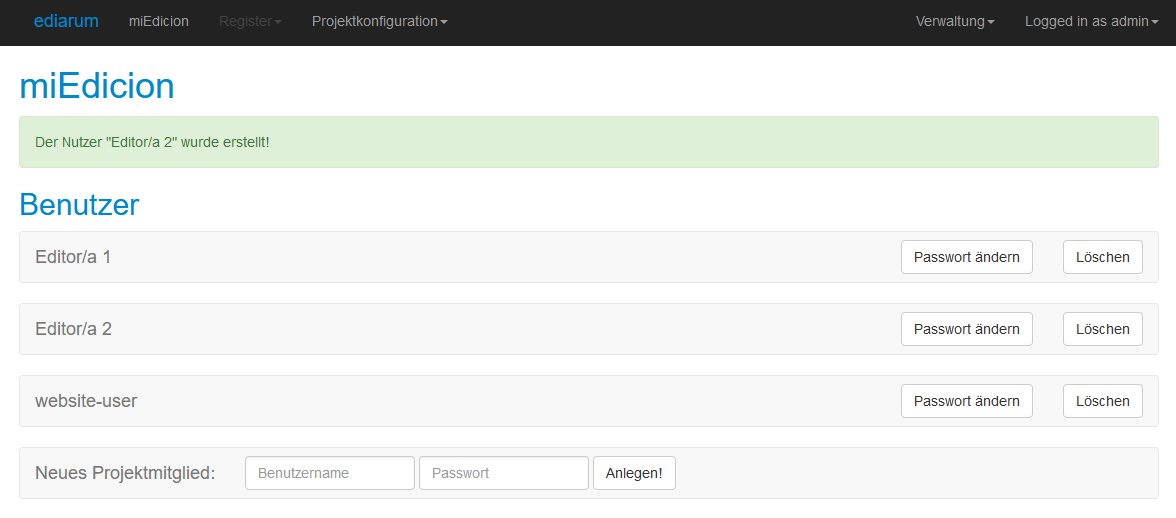 ediarum miEdicion Register Projektkonfiguration Verwaltung Logged in as admin
miEdicion
Der Nutzer "Editor/a 2" wurde erstellt!
Benutzer
Editor/a 1 Passwort ändern Löschen
Editor/a 2 Passwort ändern Löschen
website-user Passwort ändern Löschen
Neues Projektmitglied: Benutzername Passwort Anlegen!